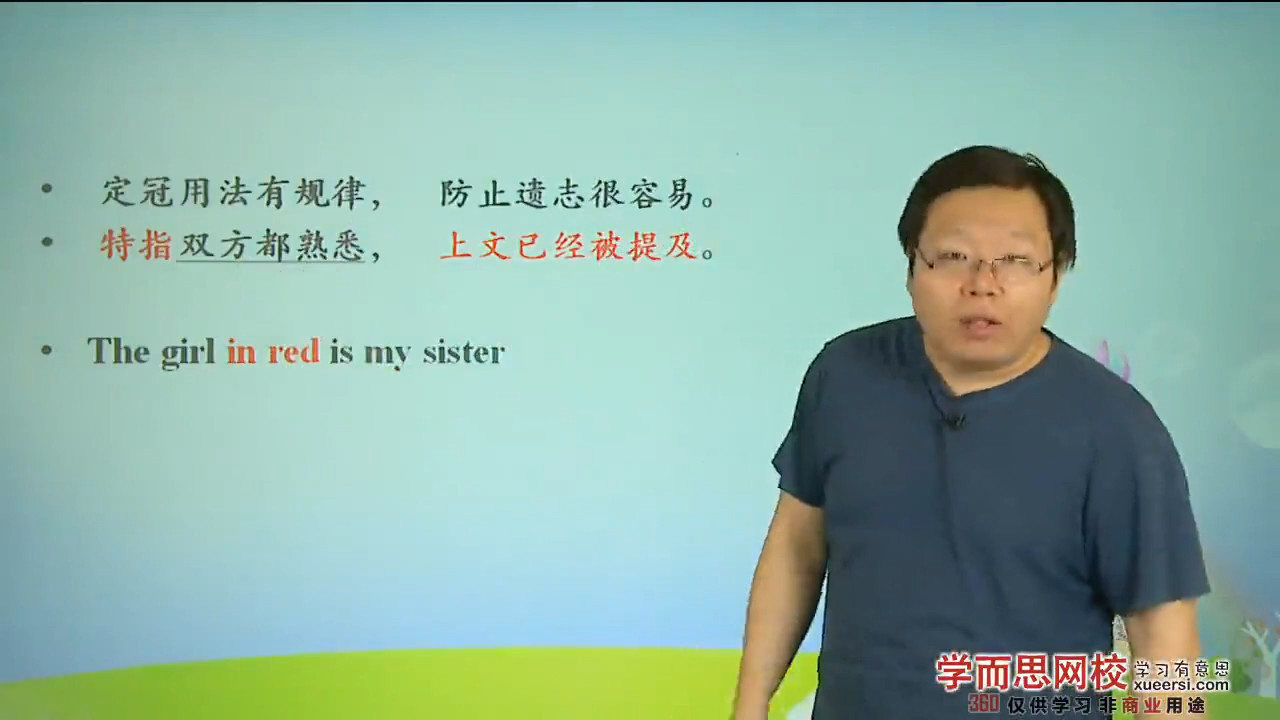 • 定冠用法有规律， 防止遗志很容易。
• 特指双方都熟悉， 上文已经被提及。
• The girl in red is my sister
学而思网校 学习有意思
xueersi.com
360 仅供学习 非商业用途